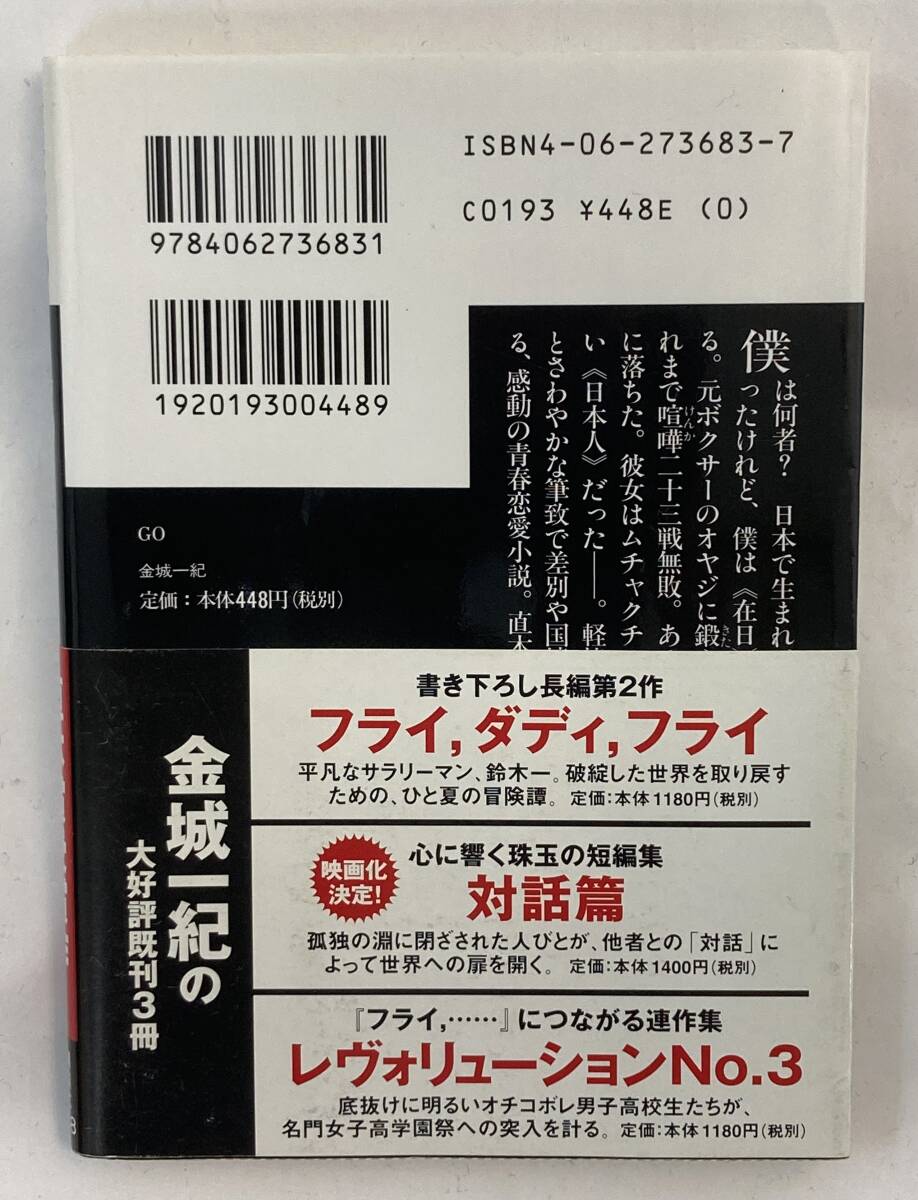 ISBN4-06-273683-7
C0193 ¥448E (0)
9784062736831
1920193004489
僕は何者？ 日本で生まれ
ったけれど、僕は《在日
る。元ボクサーのオヤジに鍛
れまで喧嘩二十三戦無敗。あ
に落ちた。彼女はムチャクチ
い《日本人》だった――。軽
とさわやかな筆致で差別や国
る、感動の青春恋愛小説。直
GO
金城一紀
定価：本体448円（税別）
金城一紀の
大好評既刊3冊
書き下ろし長編第2作
フライ,ダディ,フライ
平凡なサラリーマン、鈴木一。破綻した世界を取り戻す
ための、ひと夏の冒険譚。 定価：本体1180円（税別）
映画化
決定！
心に響く珠玉の短編集
対話篇
孤独の淵に閉ざされた人びとが、他者との「対話」に
よって世界への扉を開く。 定価：本体1400円（税別）
『フライ,……』につながる連作集
レヴォリューションNo.3
底抜けに明るいオチコボレ男子高校生たちが、
名門女子高学園祭への突入を計る。 定価：本体1180円（税別）